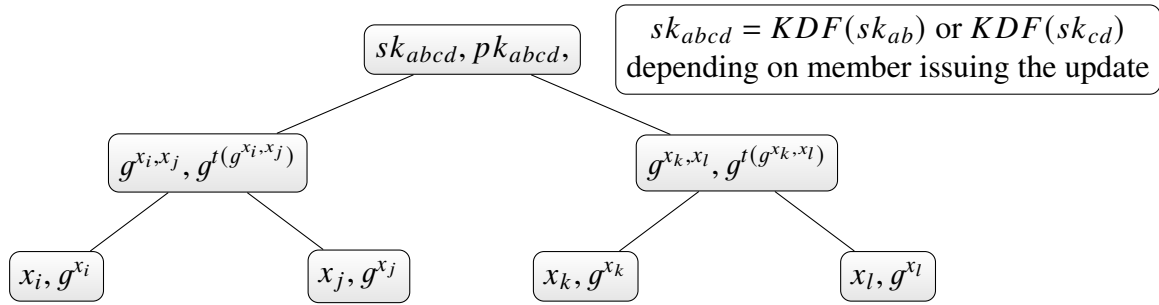 $sk_{abcd}, pk_{abcd},$
$sk_{abcd} = KDF(sk_{ab})$ or $KDF(sk_{cd})$
depending on member issuing the update
$g^{x_i,x_j}, g^{t(g^{x_i,x_j})}$
$g^{x_k,x_l}, g^{t(g^{x_k,x_l})}$
$x_i, g^{x_i}$
$x_j, g^{x_j}$
$x_k, g^{x_k}$
$x_l, g^{x_l}$